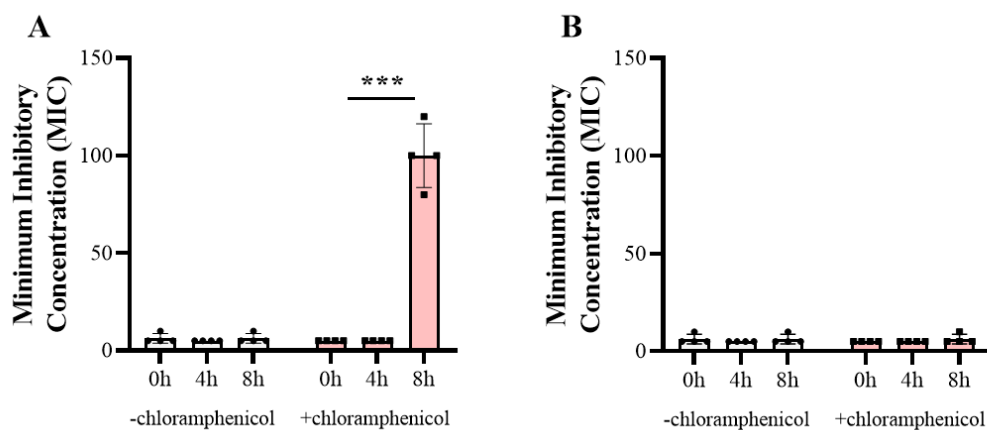 A
Minimum Inhibitory
Concentration (MIC)
150
100
50
0
***
0h 4h 8h 0h 4h 8h
-chloramphenicol +chloramphenicol
B
Minimum Inhibitory
Concentration (MIC)
150
100
50
0
0h 4h 8h 0h 4h 8h
-chloramphenicol +chloramphenicol